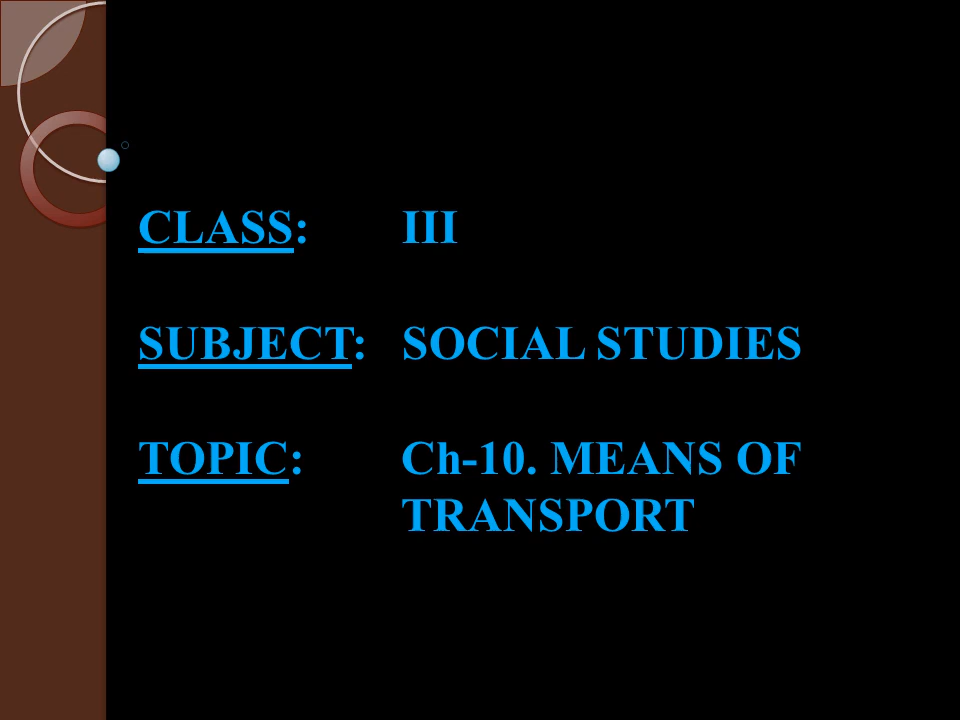 CLASS: III
SUBJECT: SOCIAL STUDIES
TOPIC: Ch-10. MEANS OF
TRANSPORT